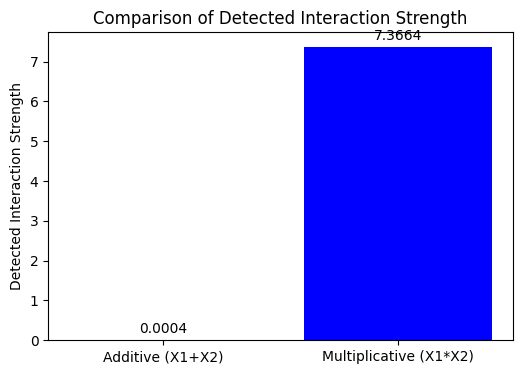 Comparison of Detected Interaction Strength
7.3664
7
6
5
4
3
2
1
0
Detected Interaction Strength
0.0004
Additive (X1+X2)
Multiplicative (X1*X2)